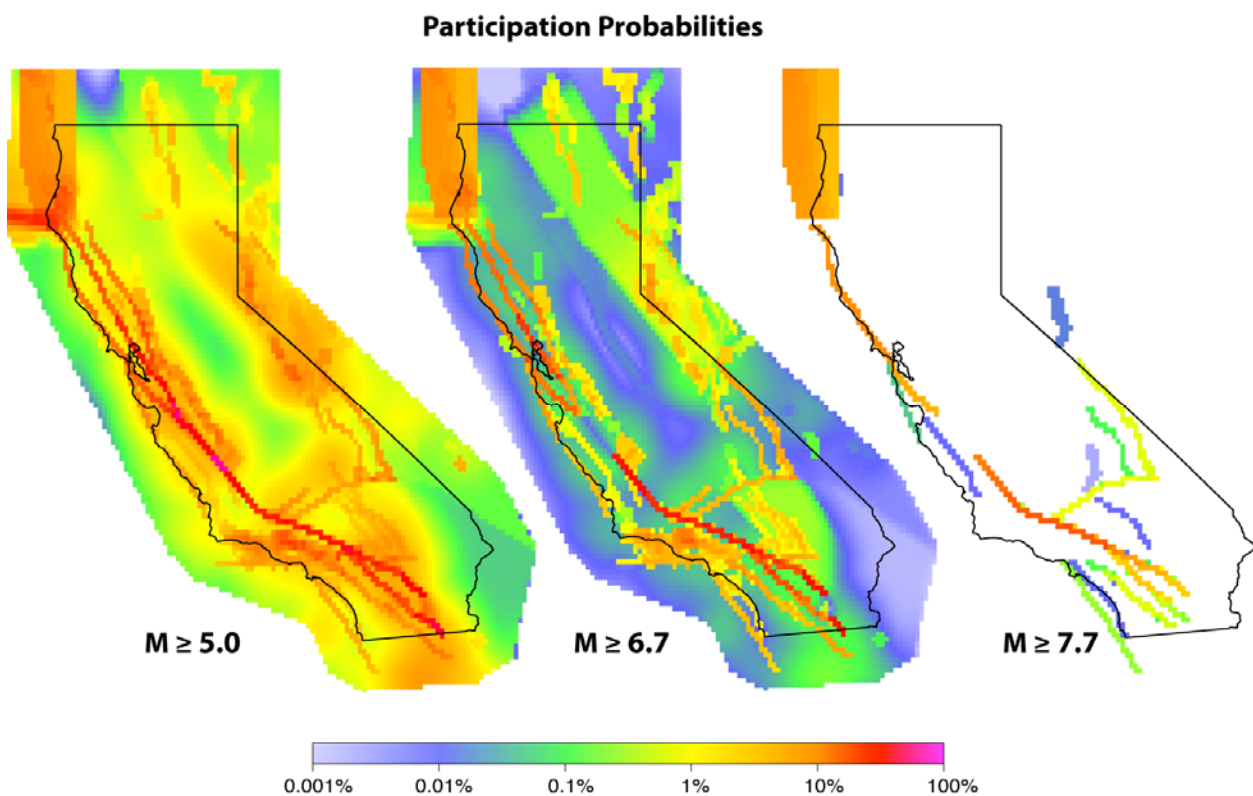 Participation Probabilities
M ≥ 5.0
M ≥ 6.7
M ≥ 7.7
0.001% 0.01% 0.1% 1% 10% 100%